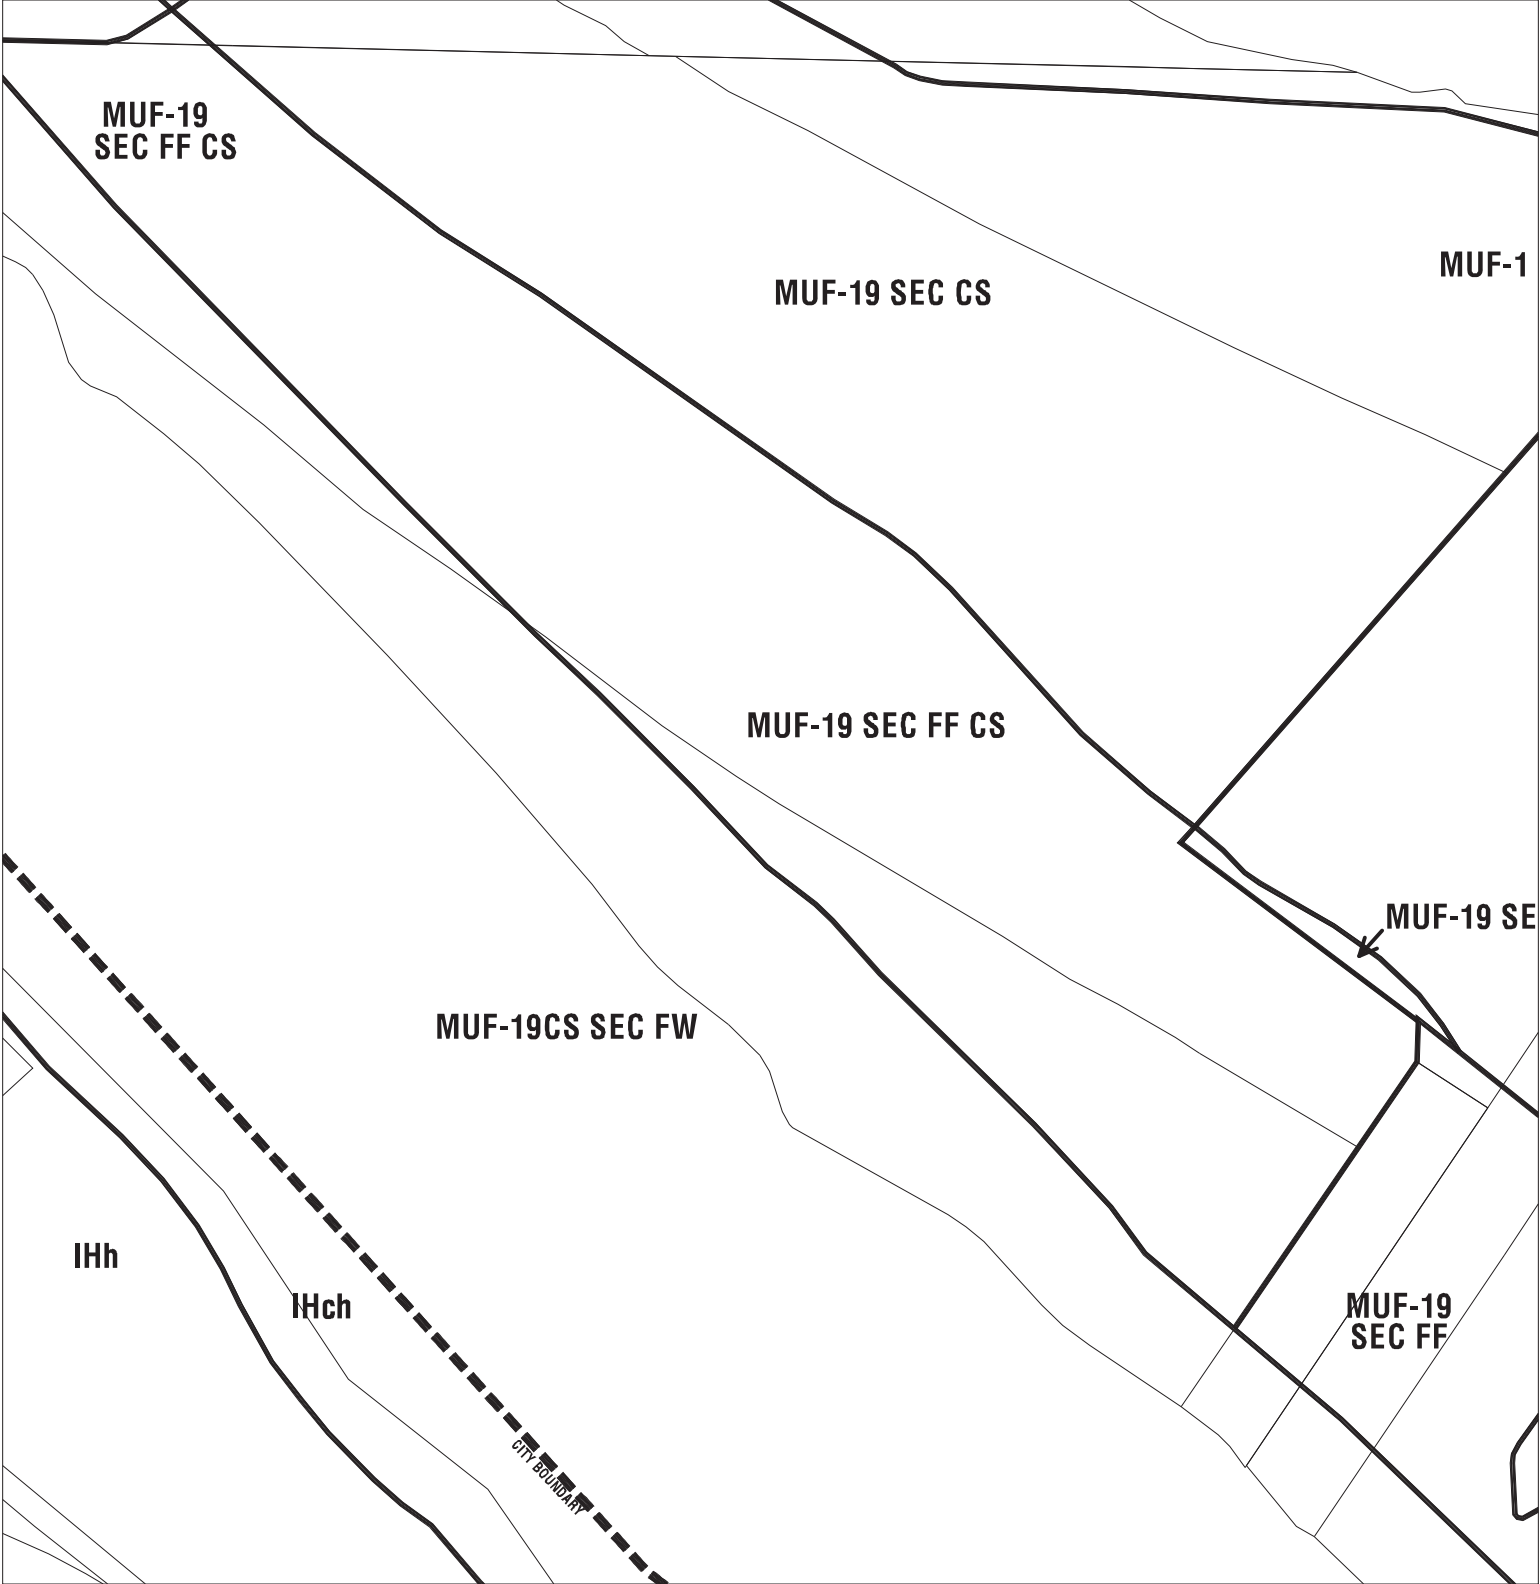 MUF-19
SEC FF CS
MUF-1
MUF-19 SEC CS
MUF-19 SEC FF CS
MUF-19 SE
MUF-19CS SEC FW
IHh
IHch
MUF-19
SEC FF
CITY BOUNDARY